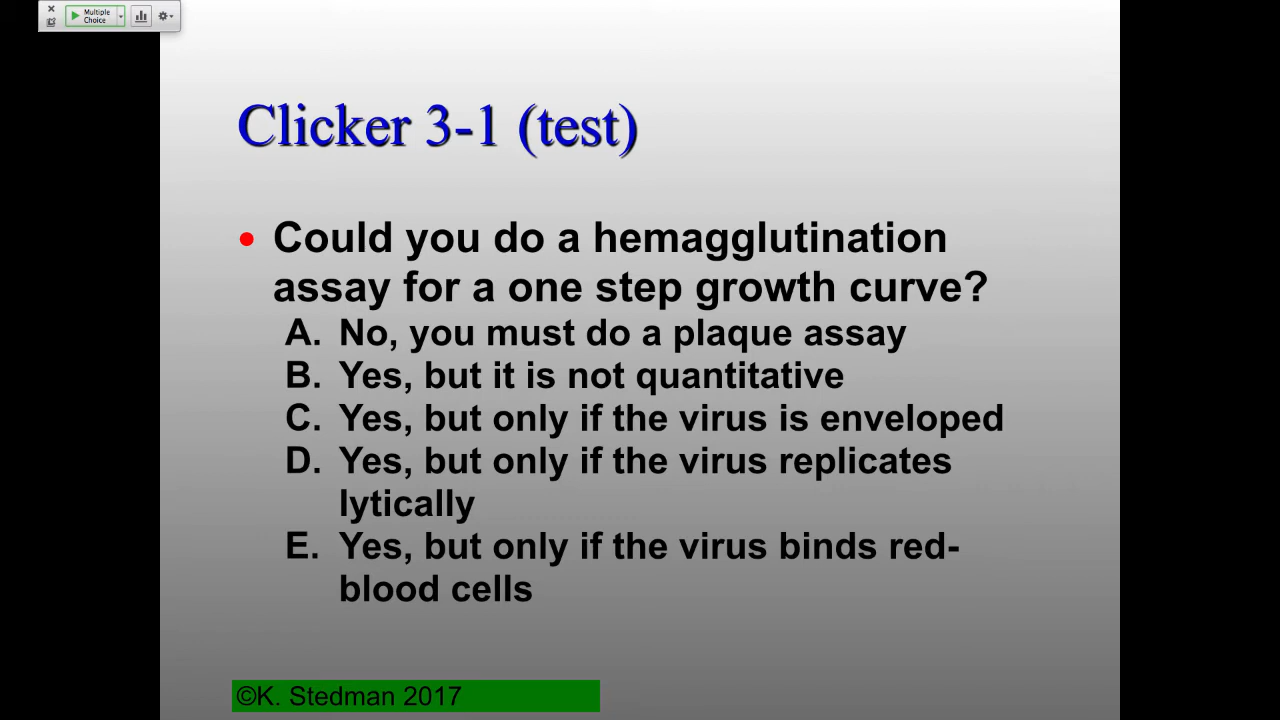 Multiple
Choice
Clicker 3-1 (test)
• Could you do a hemagglutination
assay for a one step growth curve?
A. No, you must do a plaque assay
B. Yes, but it is not quantitative
C. Yes, but only if the virus is enveloped
D. Yes, but only if the virus replicates
lytically
E. Yes, but only if the virus binds red-
blood cells
©K. Stedman 2017